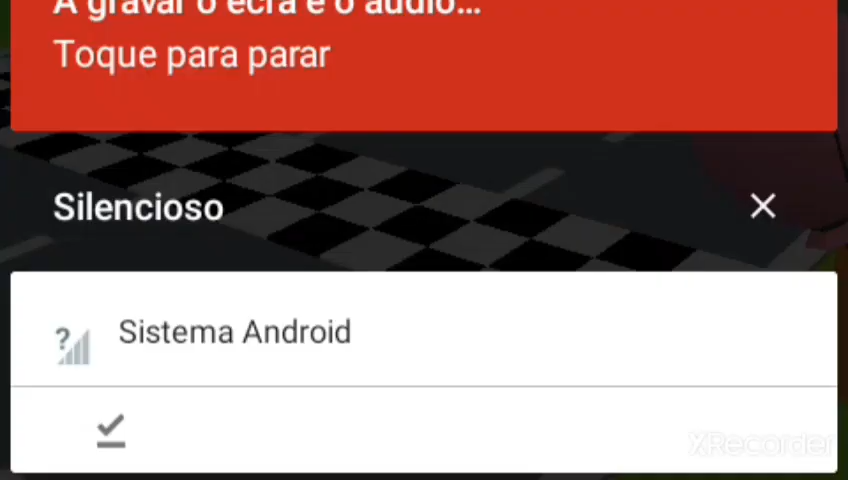 A gravar o ecrã e o áudio...
Toque para parar
Silencioso
Sistema Android
?
XRecorder